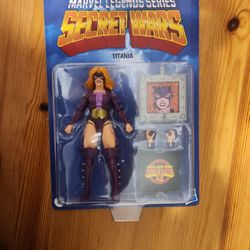 MARVEL LEGENDS SERIES
SECRET WARS
TITANIA